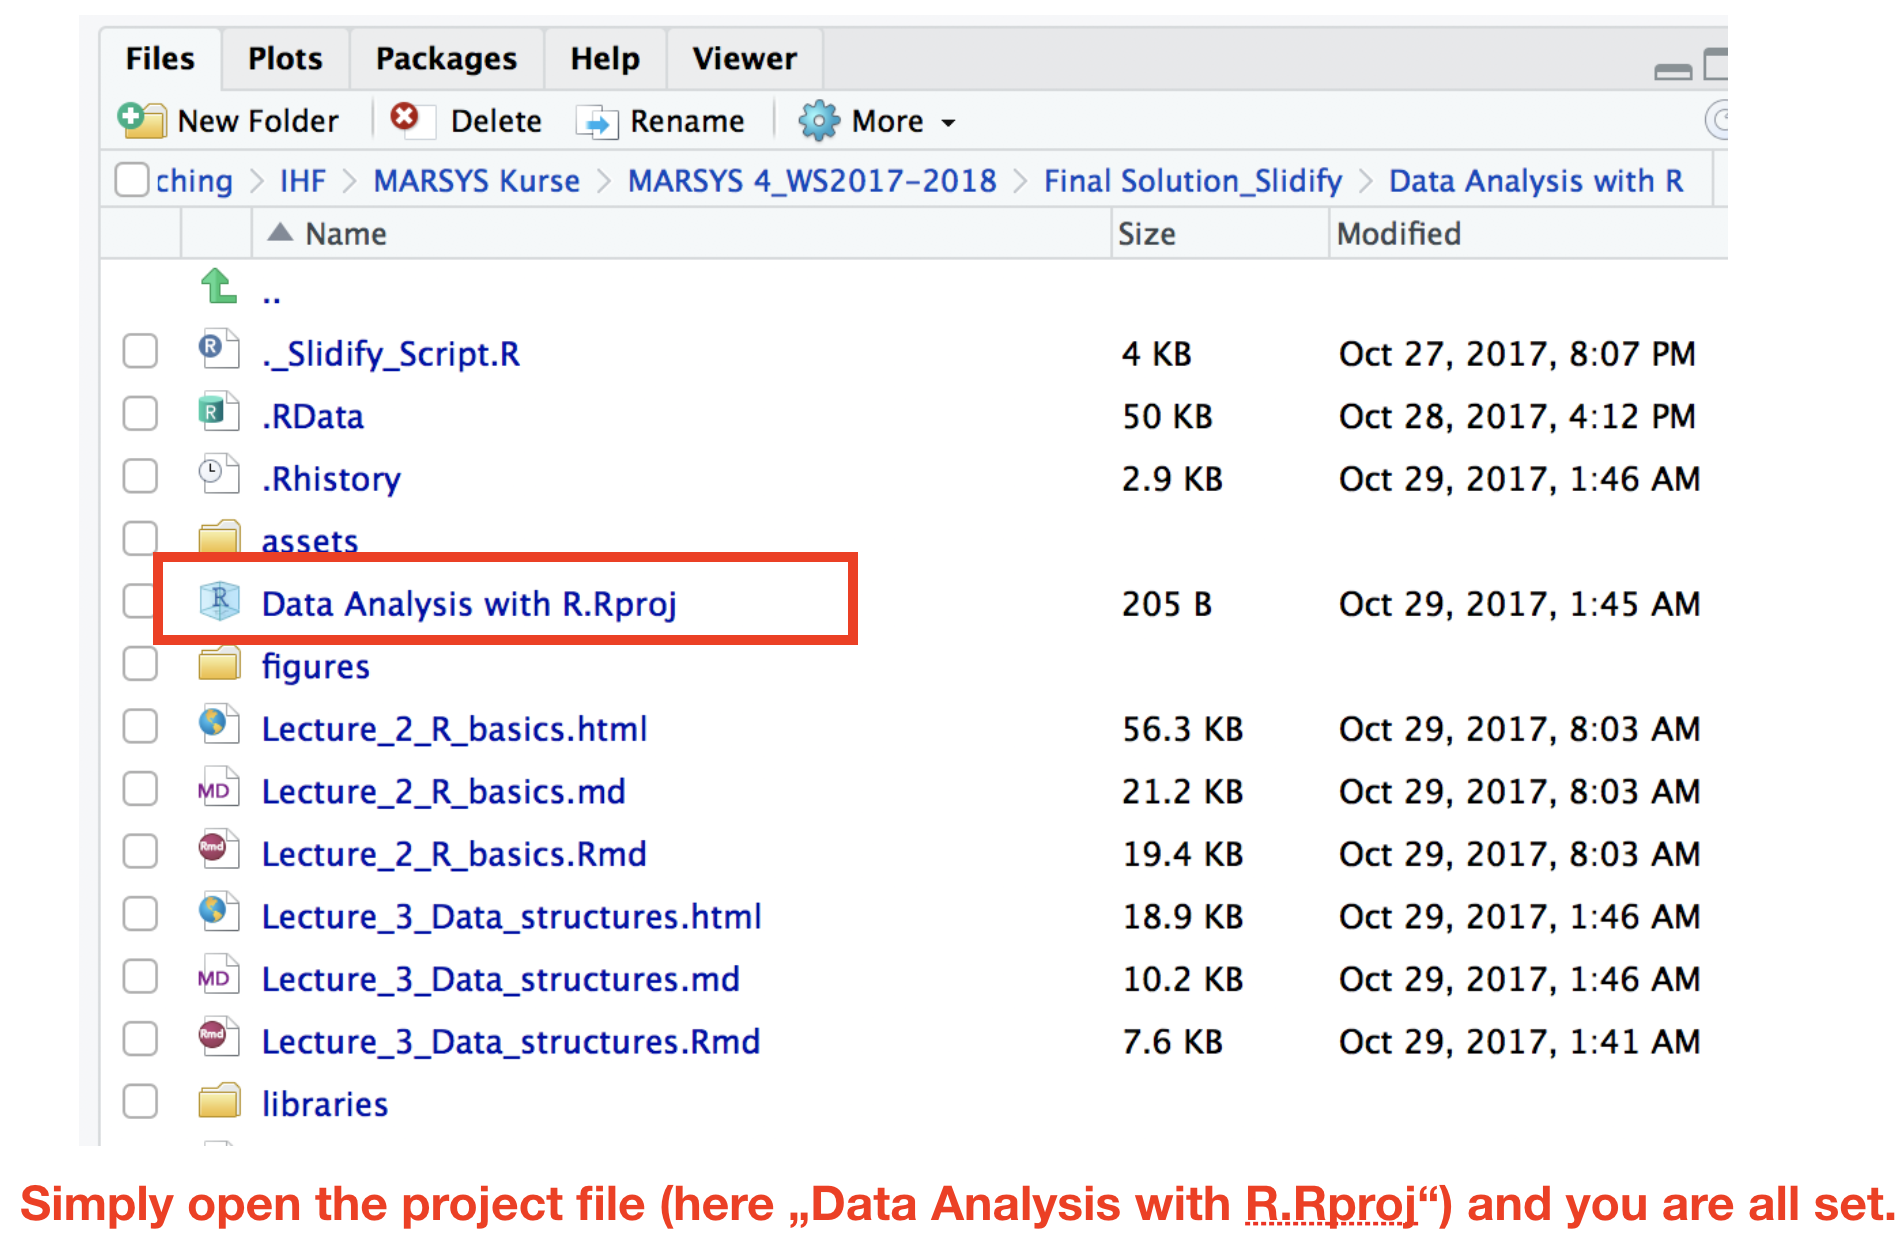 Files Plots Packages Help Viewer
New Folder Delete Rename More
ching IHF MARSYS Kurse MARSYS 4_WS2017-2018 Final Solution_Slidify Data Analysis with R
Name Size Modified
..
R ._Slidify_Script.R 4 KB Oct 27, 2017, 8:07 PM
R .RData 50 KB Oct 28, 2017, 4:12 PM
.Rhistory 2.9 KB Oct 29, 2017, 1:46 AM
assets
R Data Analysis with R.Rproj 205 B Oct 29, 2017, 1:45 AM
figures
Lecture_2_R_basics.html 56.3 KB Oct 29, 2017, 8:03 AM
MD Lecture_2_R_basics.md 21.2 KB Oct 29, 2017, 8:03 AM
Rmd Lecture_2_R_basics.Rmd 19.4 KB Oct 29, 2017, 8:03 AM
Lecture_3_Data_structures.html 18.9 KB Oct 29, 2017, 1:46 AM
MD Lecture_3_Data_structures.md 10.2 KB Oct 29, 2017, 1:46 AM
Rmd Lecture_3_Data_structures.Rmd 7.6 KB Oct 29, 2017, 1:41 AM
libraries
Simply open the project file (here „Data Analysis with R.Rproj“) and you are all set.